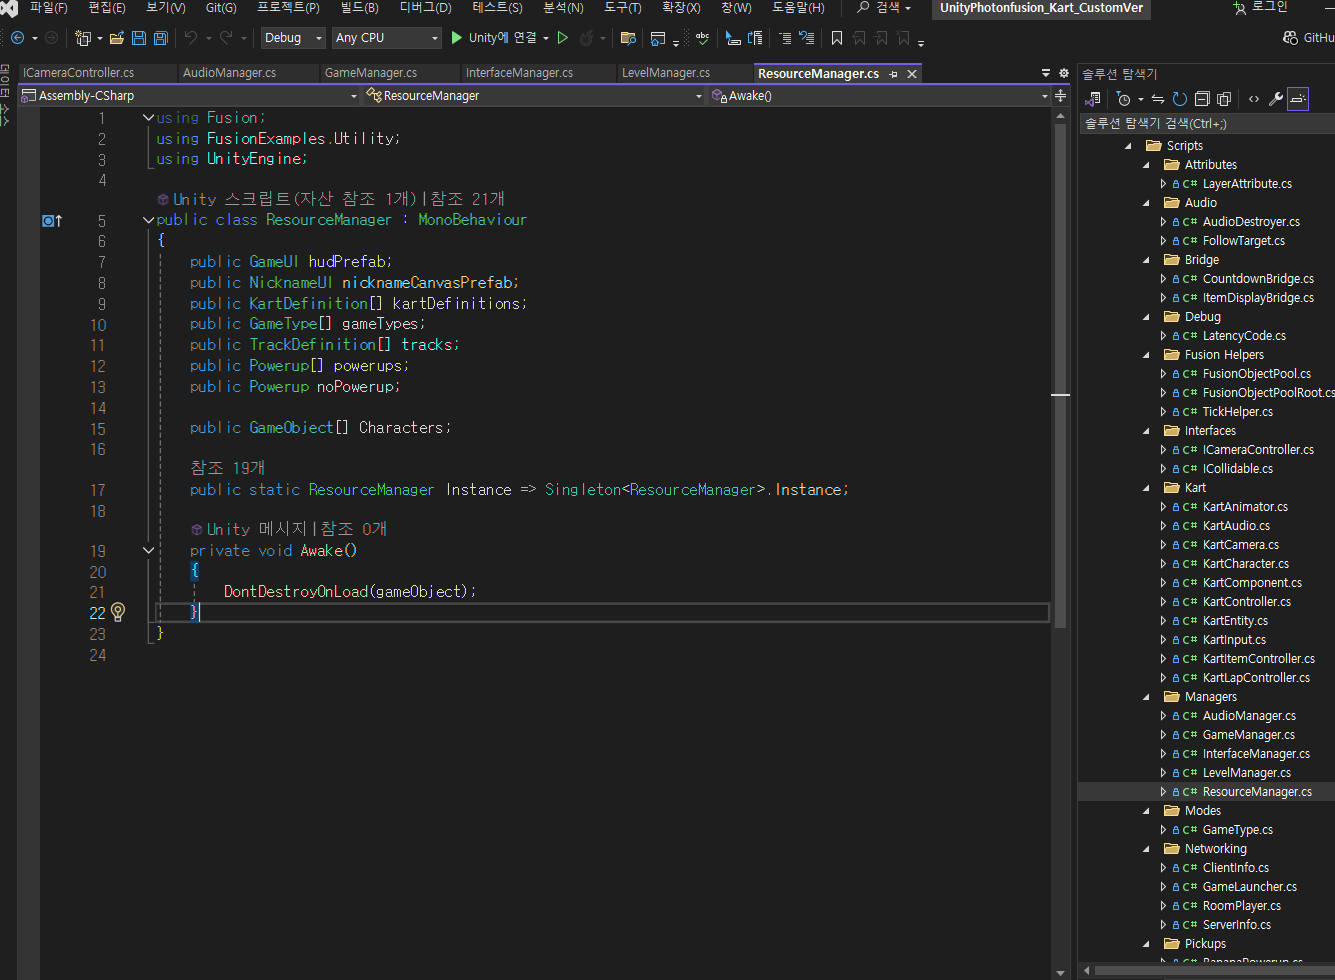 파일(F) 편집(E) 보기(V) Git(G) 프로젝트(P) 빌드(B) 디버그(D) 테스트(S) 분석(N) 도구(T) 확장(X) 창(W) 도움말(H) 검색 UnityPhotonfusion_Kart_CustomVer 로그인
Debug Any CPU Unity에 연결 GitHu
ICameraController.cs AudioManager.cs GameManager.cs InterfaceManager.cs LevelManager.cs ResourceManager.cs
Assembly-CSharp ResourceManager Awake()
1 using Fusion;
2 using FusionExamples.Utility;
3 using UnityEngine;
4
Unity 스크립트(자산 참조 1개)|참조 21개
5 public class ResourceManager : MonoBehaviour
6 {
7 public GameUI hudPrefab;
8 public NicknameUI nicknameCanvasPrefab;
9 public KartDefinition[] kartDefinitions;
10 public GameType[] gameTypes;
11 public TrackDefinition[] tracks;
12 public Powerup[] powerups;
13 public Powerup noPowerup;
14
15 public GameObject[] Characters;
16
참조 19개
17 public static ResourceManager Instance => Singleton<ResourceManager>.Instance;
18
Unity 메시지|참조 0개
19 private void Awake()
20 {
21 DontDestroyOnLoad(gameObject);
22 }
23 }
24
솔루션 탐색기
솔루션 탐색기 검색(Ctrl+;)
Scripts
Attributes
C# LayerAttribute.cs
Audio
C# AudioDestroyer.cs
C# FollowTarget.cs
Bridge
C# CountdownBridge.cs
C# ItemDisplayBridge.cs
Debug
C# LatencyCode.cs
Fusion Helpers
C# FusionObjectPool.cs
C# FusionObjectPoolRoot.cs
C# TickHelper.cs
Interfaces
C# ICameraController.cs
C# ICollidable.cs
Kart
C# KartAnimator.cs
C# KartAudio.cs
C# KartCamera.cs
C# KartCharacter.cs
C# KartComponent.cs
C# KartController.cs
C# KartEntity.cs
C# KartInput.cs
C# KartItemController.cs
C# KartLapController.cs
Managers
C# AudioManager.cs
C# GameManager.cs
C# InterfaceManager.cs
C# LevelManager.cs
C# ResourceManager.cs
Modes
C# GameType.cs
Networking
C# ClientInfo.cs
C# GameLauncher.cs
C# RoomPlayer.cs
C# ServerInfo.cs
Pickups
C# BananaPowerup.cs